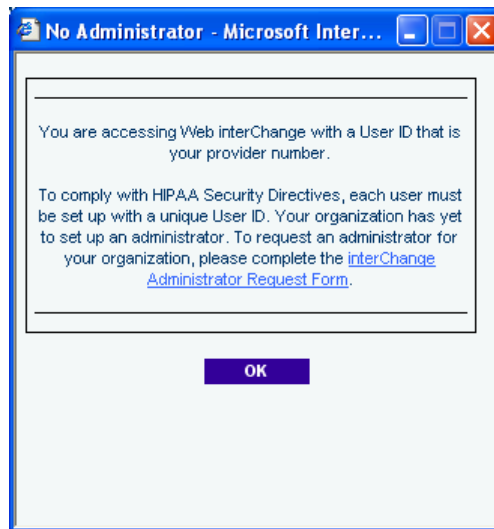 No Administrator - Microsoft Inter...
You are accessing Web interChange with a User ID that is
your provider number.
To comply with HIPAA Security Directives, each user must
be set up with a unique User ID. Your organization has yet
to set up an administrator. To request an administrator for
your organization, please complete the interChange
Administrator Request Form.
OK